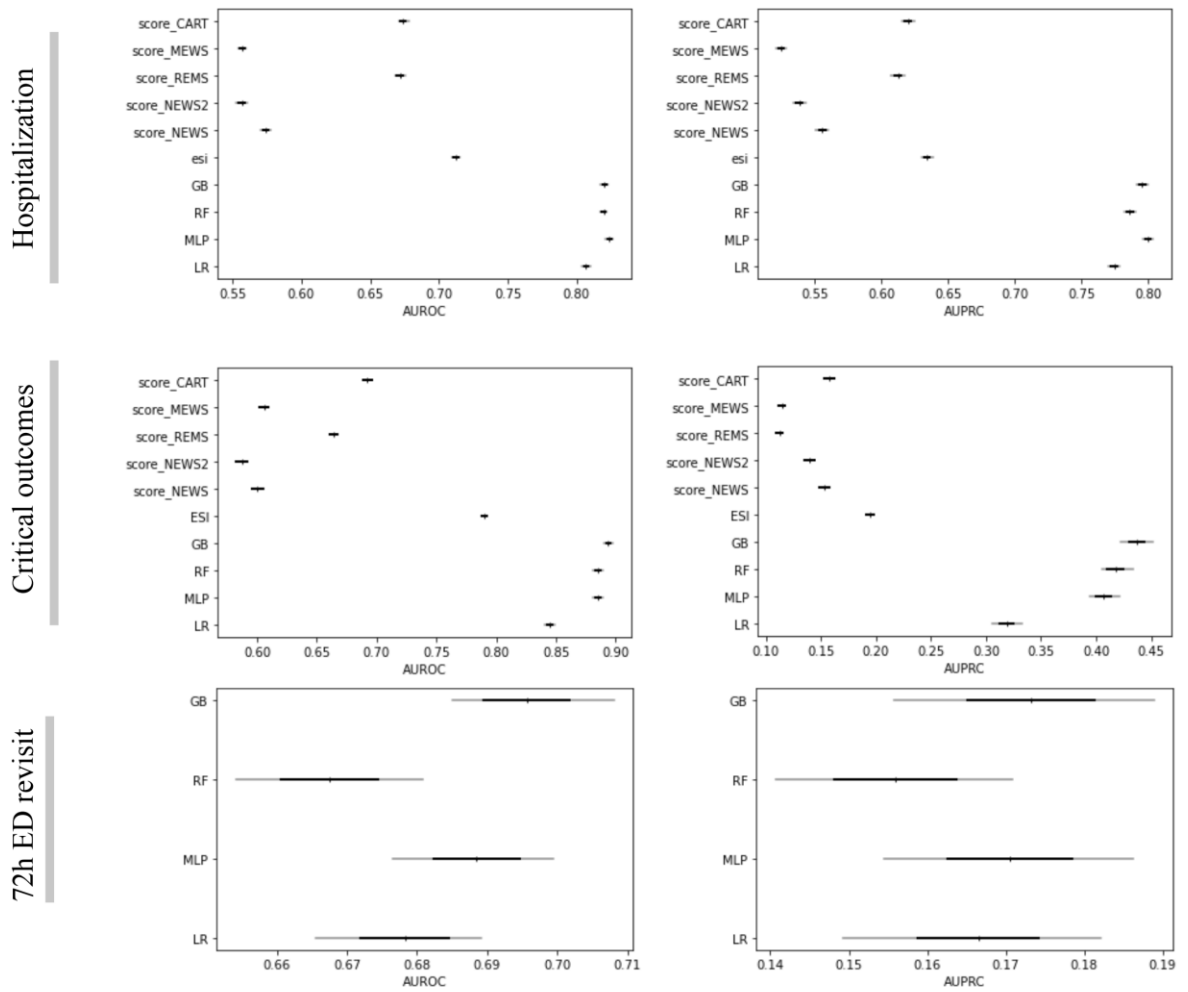 Hospitalization
score_CART
score_MEWS
score_REMS
score_NEWS2
score_NEWS
esi
GB
RF
MLP
LR
0.55 0.60 0.65 0.70 0.75 0.80
AUROC
score_CART
score_MEWS
score_REMS
score_NEWS2
score_NEWS
esi
GB
RF
MLP
LR
0.55 0.60 0.65 0.70 0.75 0.80
AUPRC
Critical outcomes
score_CART
score_MEWS
score_REMS
score_NEWS2
score_NEWS
ESI
GB
RF
MLP
LR
0.60 0.65 0.70 0.75 0.80 0.85 0.90
AUROC
score_CART
score_MEWS
score_REMS
score_NEWS2
score_NEWS
ESI
GB
RF
MLP
LR
0.10 0.15 0.20 0.25 0.30 0.35 0.40 0.45
AUPRC
72h ED revisit
GB
RF
MLP
LR
0.66 0.67 0.68 0.69 0.70 0.71
AUROC
GB
RF
MLP
LR
0.14 0.15 0.16 0.17 0.18 0.19
AUPRC